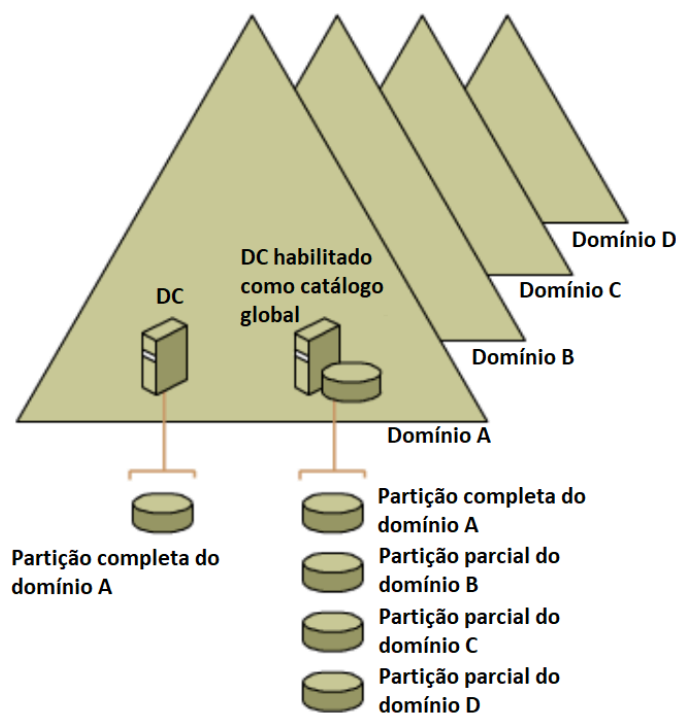 Domínio D
DC habilitado
como catálogo
global
DC
Domínio C
Domínio B
Domínio A
Partição completa do
domínio A
Partição completa do
domínio A
Partição parcial do
domínio B
Partição parcial do
domínio C
Partição parcial do
domínio D